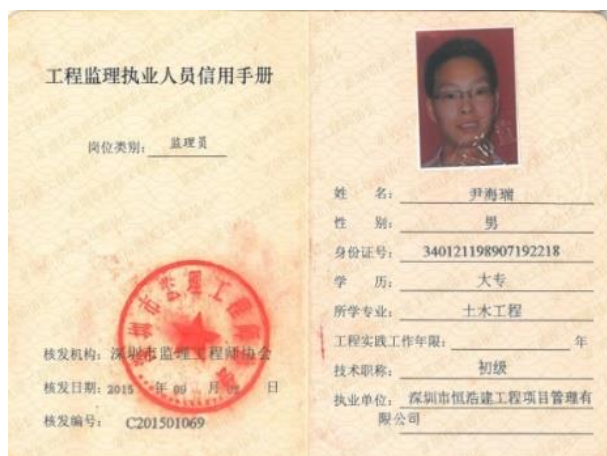 工程监理执业人员信用手册
岗位类别: 监理员
核发机构: 深圳市监理工程师协会
核发日期: 2015 年 09 月 日
核发编号: C201501069
姓 名: 尹海瑞
性 别: 男
身份证号: 340121198907192218
学 历: 大专
所学专业: 土木工程
工程实践工作年限: 年
技术职称: 初级
执业单位: 深圳市恒浩建工程项目管理有
限公司